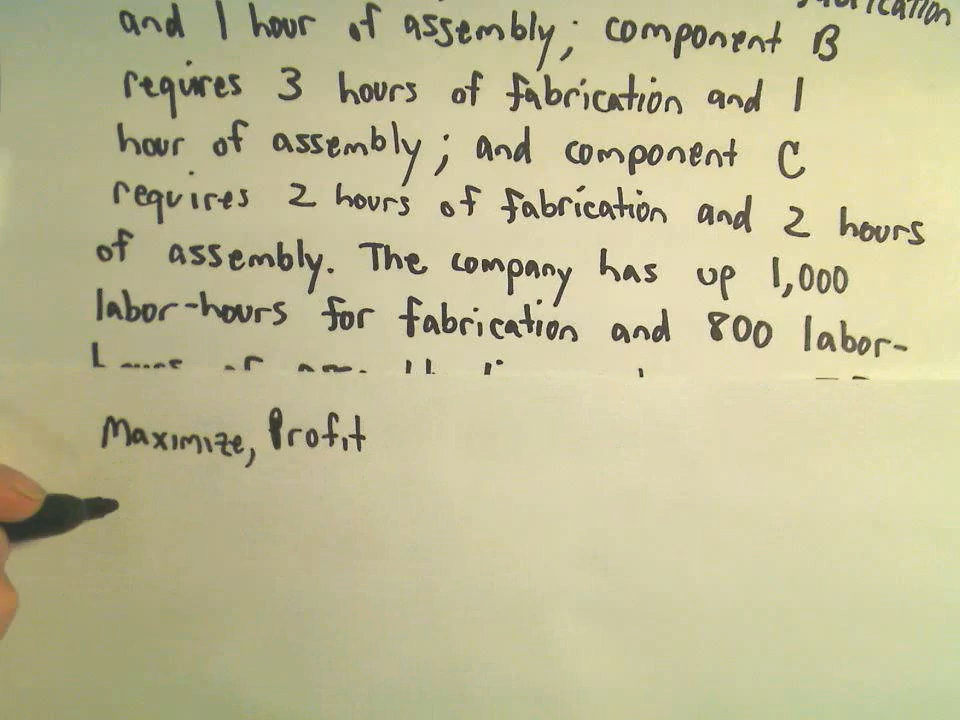 fabrication
and 1 hour of assembly; component B
requires 3 hours of fabrication and 1
hour of assembly; and component C
requires 2 hours of fabrication and 2 hours
of assembly. The company has up 1,000
labor-hours for fabrication and 800 labor-
Maximize, Profit